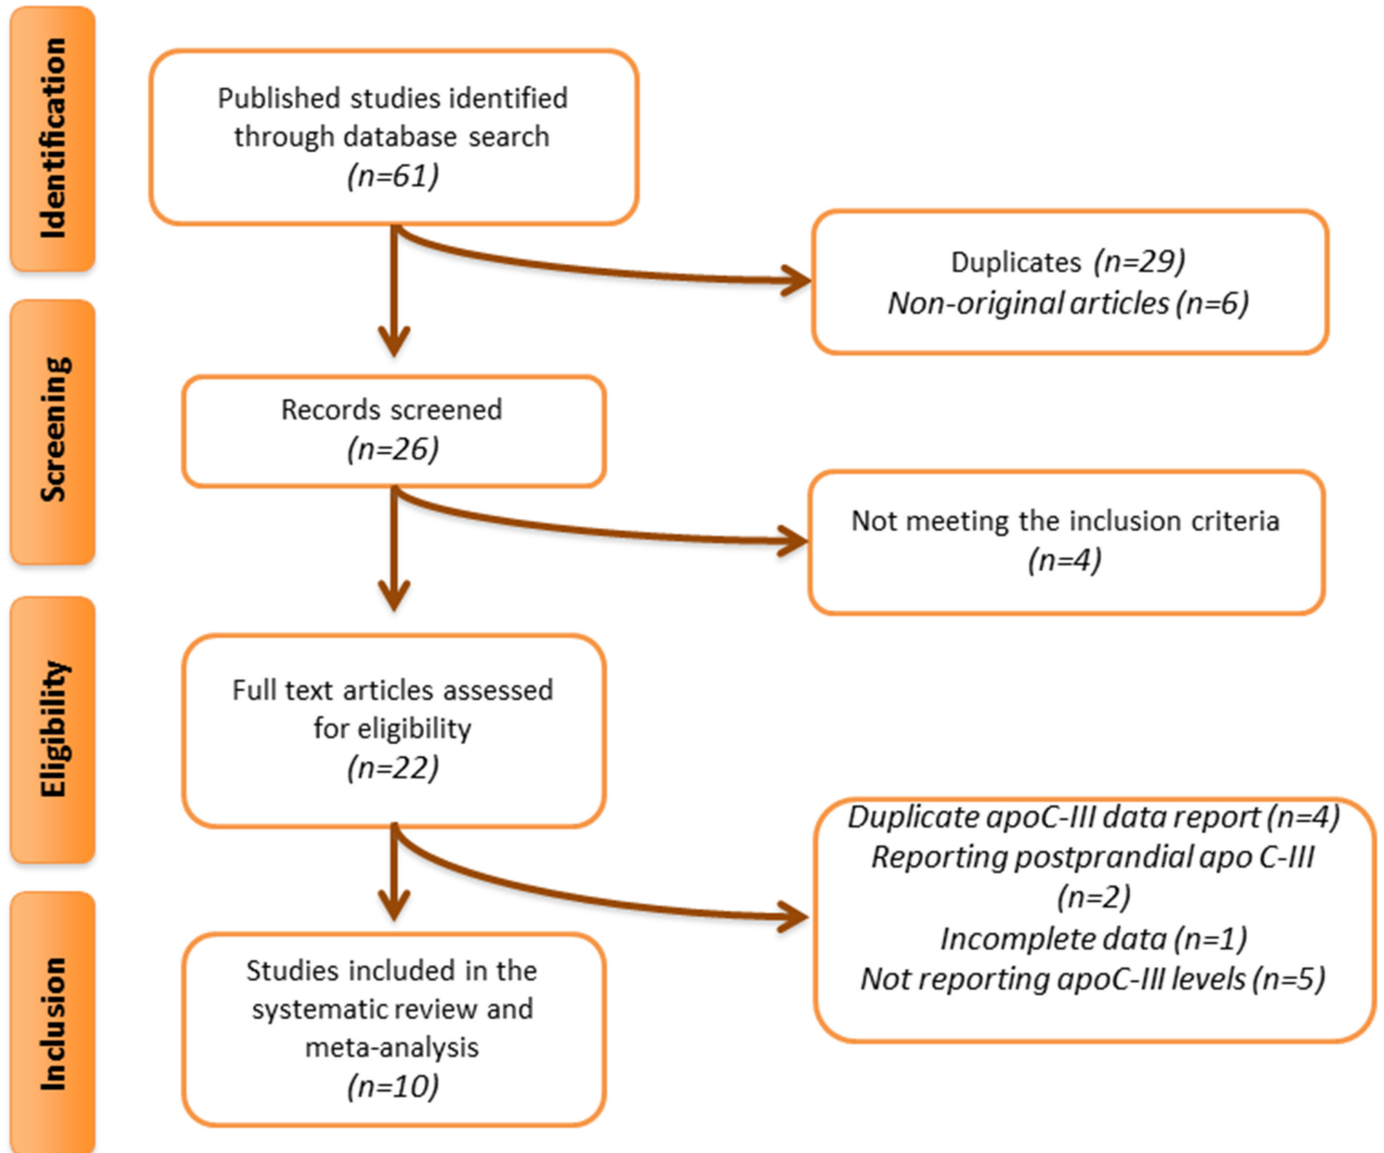 Identification
Published studies identified
through database search
(n=61)
Duplicates (n=29)
Non-original articles (n=6)
Screening
Records screened
(n=26)
Not meeting the inclusion criteria
(n=4)
Eligibility
Full text articles assessed
for eligibility
(n=22)
Duplicate apoC-III data report (n=4)
Reporting postprandial apo C-III
(n=2)
Incomplete data (n=1)
Not reporting apoC-III levels (n=5)
Inclusion
Studies included in the
systematic review and
meta-analysis
(n=10)